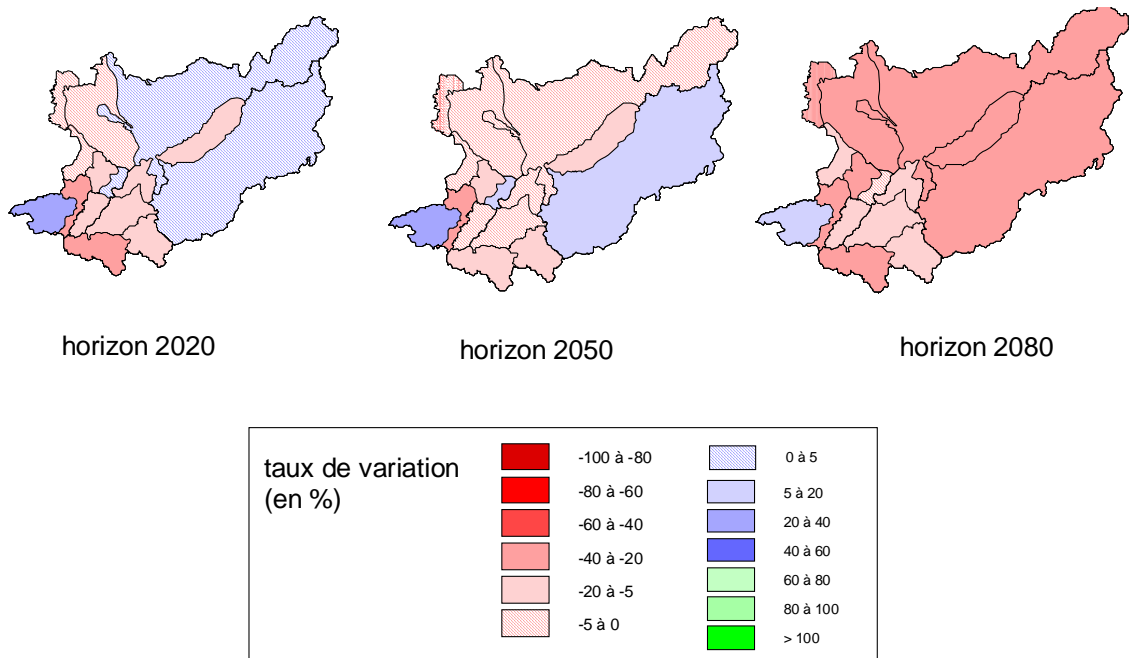 horizon 2020
horizon 2050
horizon 2080
taux de variation
(en %)
-100 à -80
-80 à -60
-60 à -40
-40 à -20
-20 à -5
-5 à 0
0 à 5
5 à 20
20 à 40
40 à 60
60 à 80
80 à 100
> 100